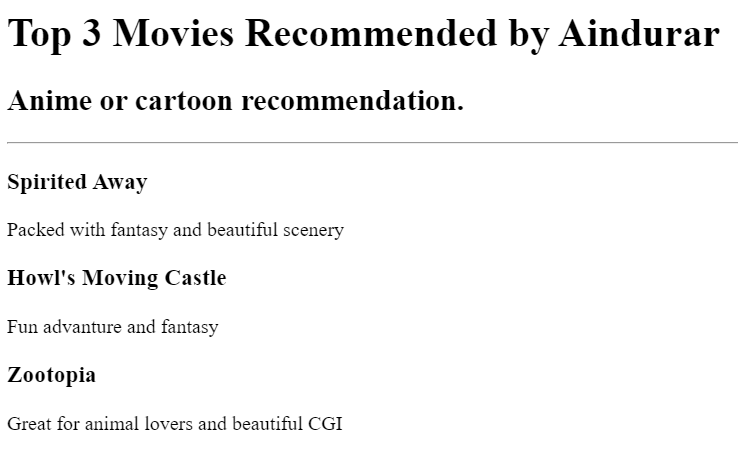 Top 3 Movies Recommended by Aindurar
Anime or cartoon recommendation.
Spirited Away
Packed with fantasy and beautiful scenery
Howl's Moving Castle
Fun advanture and fantasy
Zootopia
Great for animal lovers and beautiful CGI